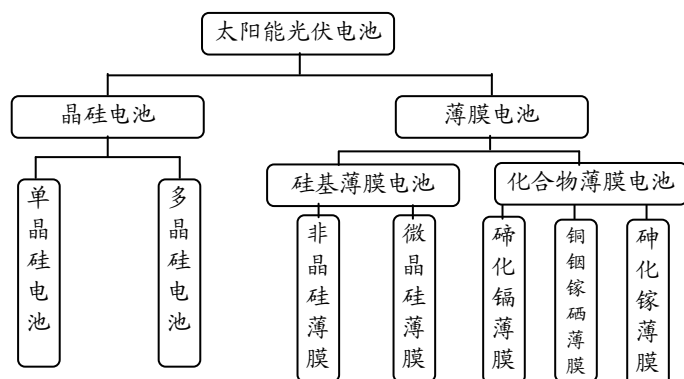 太阳能光伏电池
晶硅电池
薄膜电池
硅基薄膜电池
化合物薄膜电池
单晶硅电池
多晶硅电池
非晶硅薄膜
微晶硅薄膜
碲化镉薄膜
铜铟镓硒薄膜
砷化镓薄膜